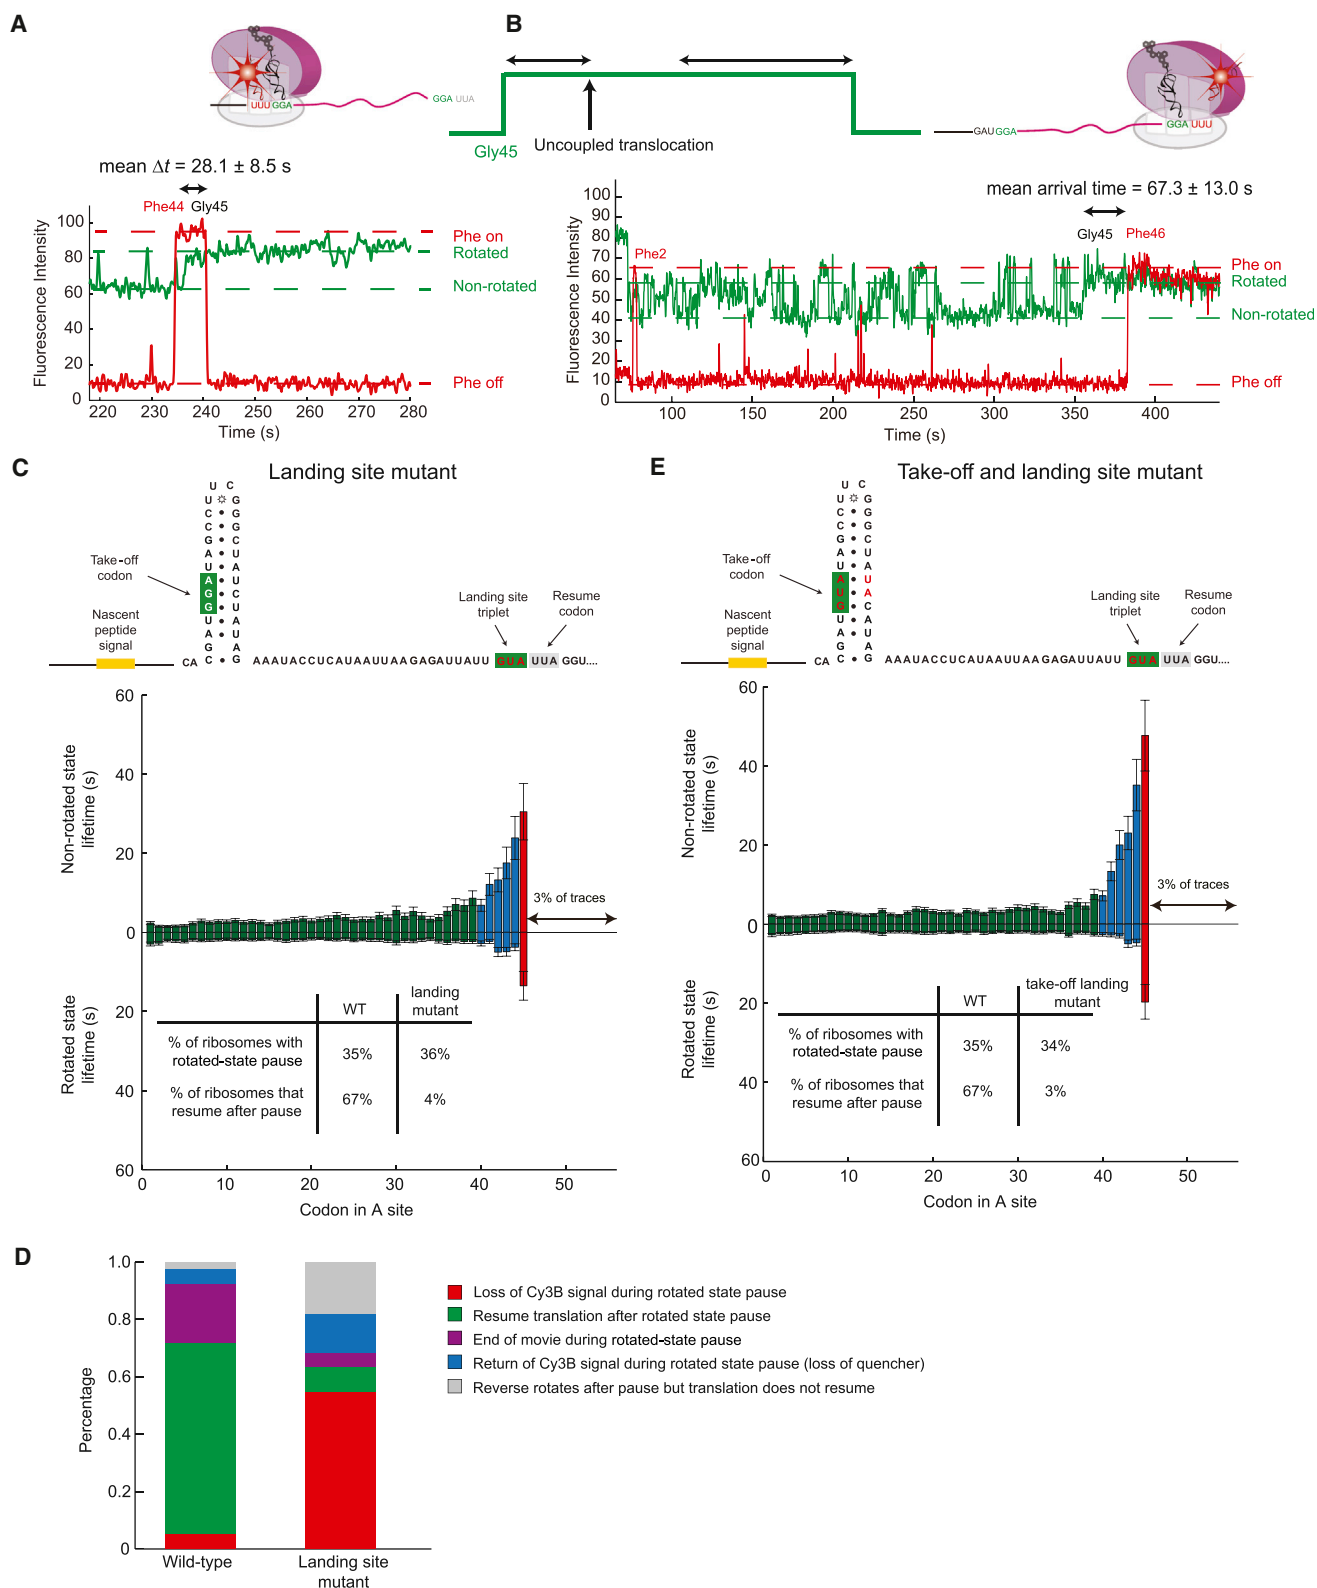 A
UUU GGA
GGA UUA
mean Δt = 28.1 ± 8.5 s
Phe44 Gly45
Fluorescence Intensity
100
80
60
40
20
0
220 230 240 250 260 270 280
Time (s)
Phe on
Rotated
Non-rotated
Phe off
B
Gly45
Uncoupled translocation
GAU GGA
GGA UUU
mean arrival time = 67.3 ± 13.0 s
Gly45 Phe46
Phe2
Fluorescence Intensity
100
90
80
70
60
50
40
30
20
10
0
100 150 200 250 300 350 400
Time (s)
Phe on
Rotated
Non-rotated
Phe off
C
Landing site mutant
U C
U G
U G
C G
C C
G U
A A
U U
A C
Take-off
codon
Nascent
peptide
signal
CA
AAAUACCUCAUAAUUAAGAGAUUAUU GUA UUA GGU....
Landing site
triplet
Resume
codon
Non-rotated state
lifetime (s)
Rotated state
lifetime (s)
60
40
20
0
20
40
60
3% of traces
WT
landing
mutant
% of ribosomes with
rotated-state pause
35%
36%
% of ribosomes that
resume after pause
67%
4%
0 10 20 30 40 50
Codon in A site
E
Take-off and landing site mutant
Take-off
codon
Nascent
peptide
signal
CA
AAAUACCUCAUAAUUAAGAGAUUAUU GUA UUA GGU....
Landing site
triplet
Resume
codon
Non-rotated state
lifetime (s)
Rotated state
lifetime (s)
60
40
20
0
20
40
60
3% of traces
WT
take-off landing
mutant
% of ribosomes with
rotated-state pause
35%
34%
% of ribosomes that
resume after pause
67%
3%
0 10 20 30 40 50
Codon in A site
D
Percentage
1.0
0.8
0.6
0.4
0.2
0
Wild-type
Landing site
mutant
Loss of Cy3B signal during rotated state pause
Resume translation after rotated state pause
End of movie during rotated-state pause
Return of Cy3B signal during rotated state pause (loss of quencher)
Reverse rotates after pause but translation does not resume